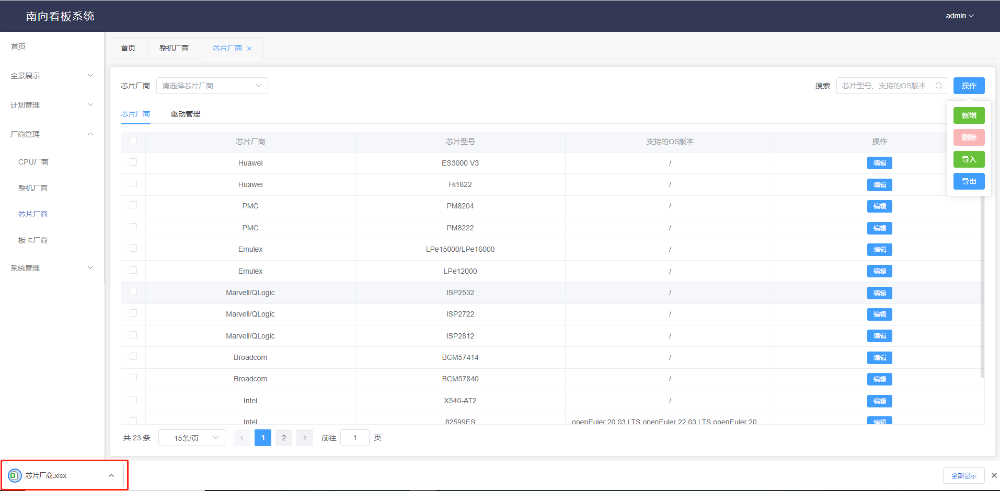 南向看板系统
admin
首页
全景展示
计划管理
厂商管理
CPU厂商
整机厂商
芯片厂商
板卡厂商
系统管理
首页 整机厂商 芯片厂商
芯片厂商 请选择芯片厂商 搜索 芯片型号、支持的OS版本 操作
新增
删除
导入
导出
芯片厂商 驱动管理
芯片厂商 芯片型号 支持的OS版本 操作
Huawei ES3000 V3 / 编辑
Huawei Hi1822 / 编辑
PMC PM8204 / 编辑
PMC PM8222 / 编辑
Emulex LPe15000/LPe16000 / 编辑
Emulex LPe12000 / 编辑
Marvell/QLogic ISP2532 / 编辑
Marvell/QLogic ISP2722 / 编辑
Marvell/QLogic ISP2812 / 编辑
Broadcom BCM57414 / 编辑
Broadcom BCM57840 / 编辑
Intel X540-AT2 / 编辑
Intel 82599ES openEuler 20.03 LTS openEuler 22.03 LTS openEuler 20 编辑
共 23 条 15条/页 1 2 前往 1 页
芯片厂商.xlsx
全部显示